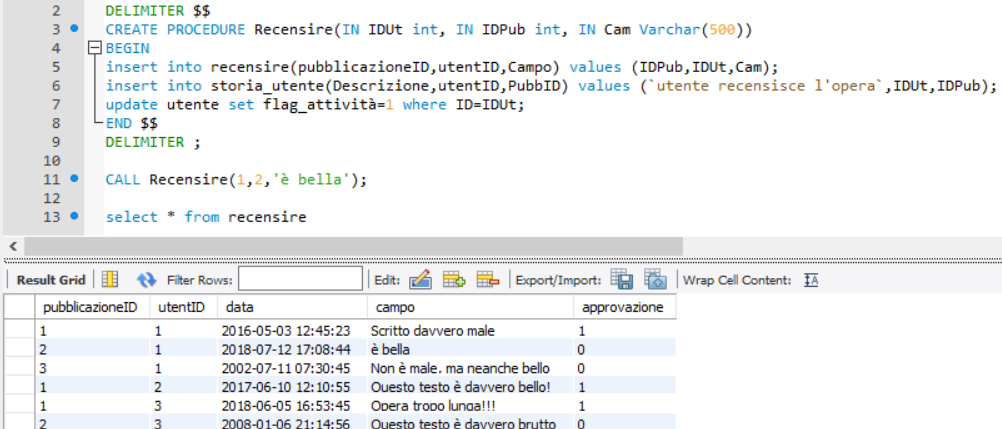 2 DELIMITER $$
3 CREATE PROCEDURE Recensire(IN IDUt int, IN IDPub int, IN Cam Varchar(500))
4 BEGIN
5 insert into recensire(pubblicazioneID,utentID,Campo) values (IDPub,IDUt,Cam);
6 insert into storia_utente(Descrizione,utentID,PubbID) values (`utente recensisce l'opera`,IDUt,IDPub);
7 update utente set flag_attività=1 where ID=IDUt;
8 END $$
9 DELIMITER ;
10
11 CALL Recensire(1,2,'è bella');
12
13 select * from recensire
Result Grid Filter Rows: Edit: Export/Import: Wrap Cell Content: IA
pubblicazioneID utentID data campo approvazione
1 1 2016-05-03 12:45:23 Scritto davvero male 1
2 1 2018-07-12 17:08:44 è bella 0
3 1 2002-07-11 07:30:45 Non è male, ma neanche bello 0
1 2 2017-06-10 12:10:55 Questo testo è davvero bello! 1
1 3 2018-06-05 16:53:45 Opera tropo lunga!!! 1
2 3 2008-01-06 21:14:56 Questo testo è davvero brutto 0